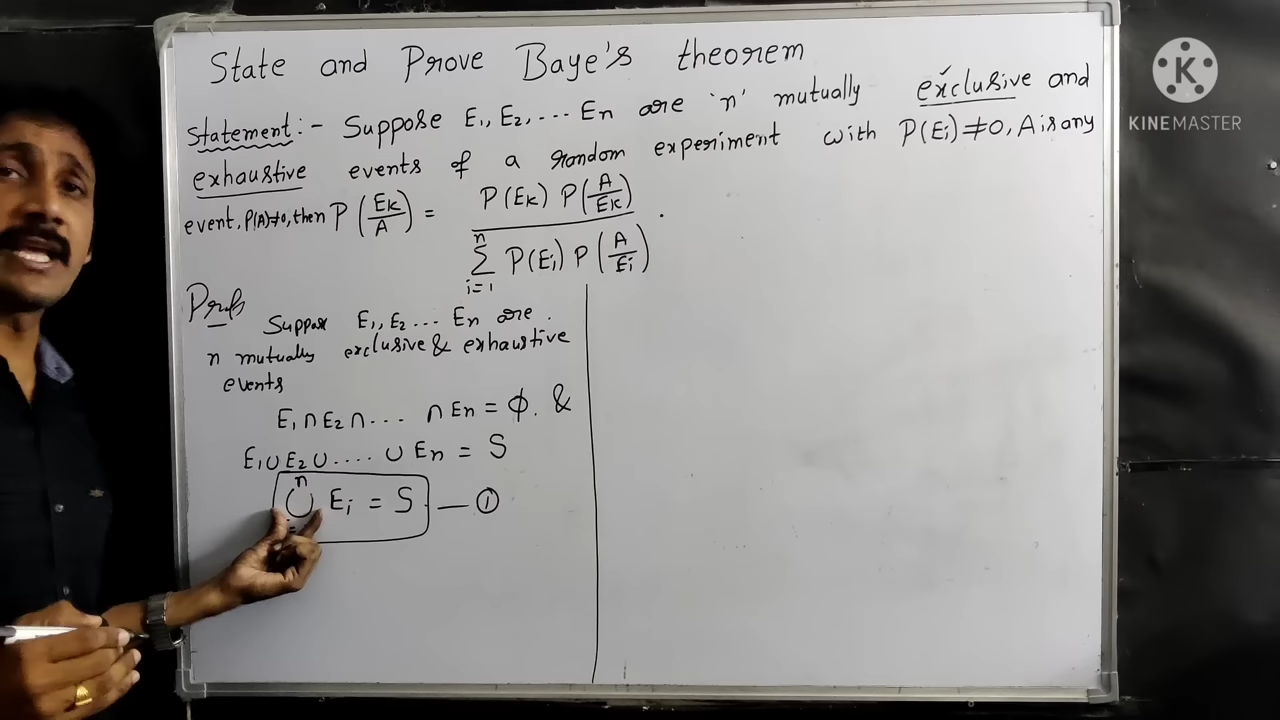 State and Prove Baye's theorem
Statement:- Suppose E₁, E₂, ... En are 'n' mutually exclusive and
exhaustive events of a random experiment with P(Ei) ≠ 0, A is any
event, P(A) ≠ 0, then P(Ek/A) = P(Ek) P(A/Ek) / ∑ i=1 n P(Ei) P(A/Ei) .
Proof
Suppose E₁, E₂ ... En are .
n mutually exclusive & exhaustive
events
E₁ ∩ E₂ ∩ ... ∩ En = ϕ. &
E₁ ∪ E₂ ∪ .... ∪ En = S
n ∪ Ei = S — ①
KINEMASTER